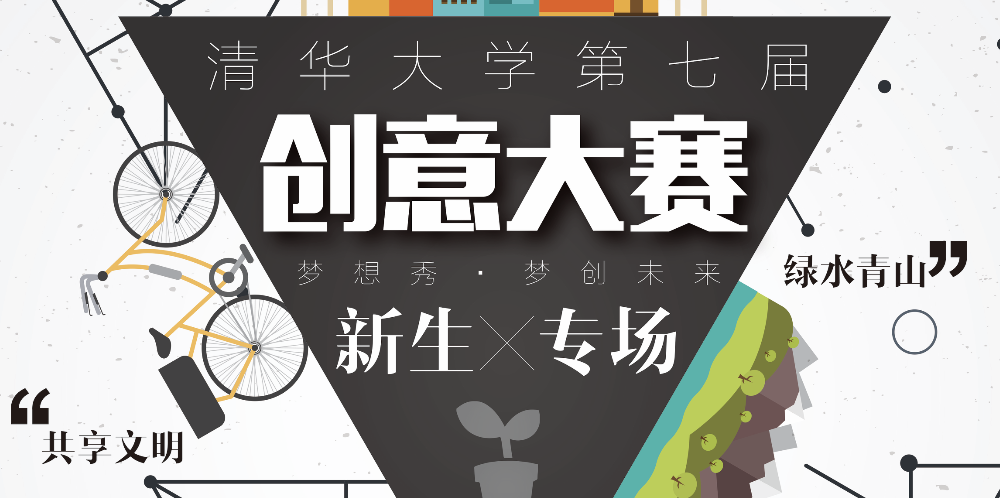 清华大学第七届
创意大赛
梦想秀·梦创未来
新生×专场
绿水青山”
“共享文明